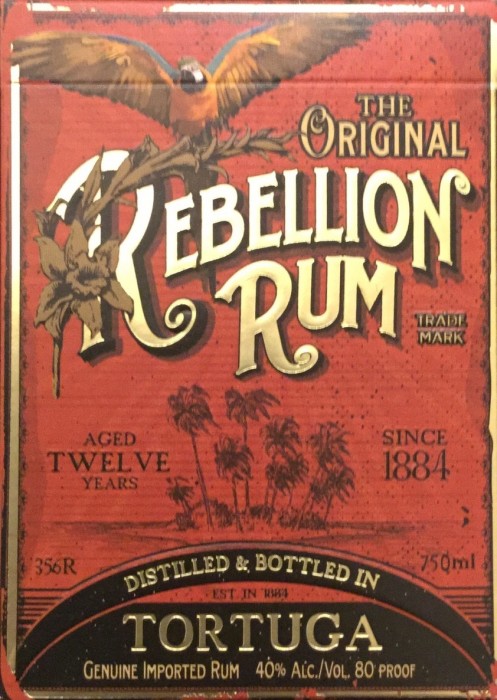 THE
ORIGINAL
REBELLION
RUM
TRADE
MARK
AGED
TWELVE
YEARS
SINCE
1884
356R
750ml
DISTILLED & BOTTLED IN
EST. IN 1884
TORTUGA
GENUINE IMPORTED RUM 40% ALC./VOL. 80 PROOF